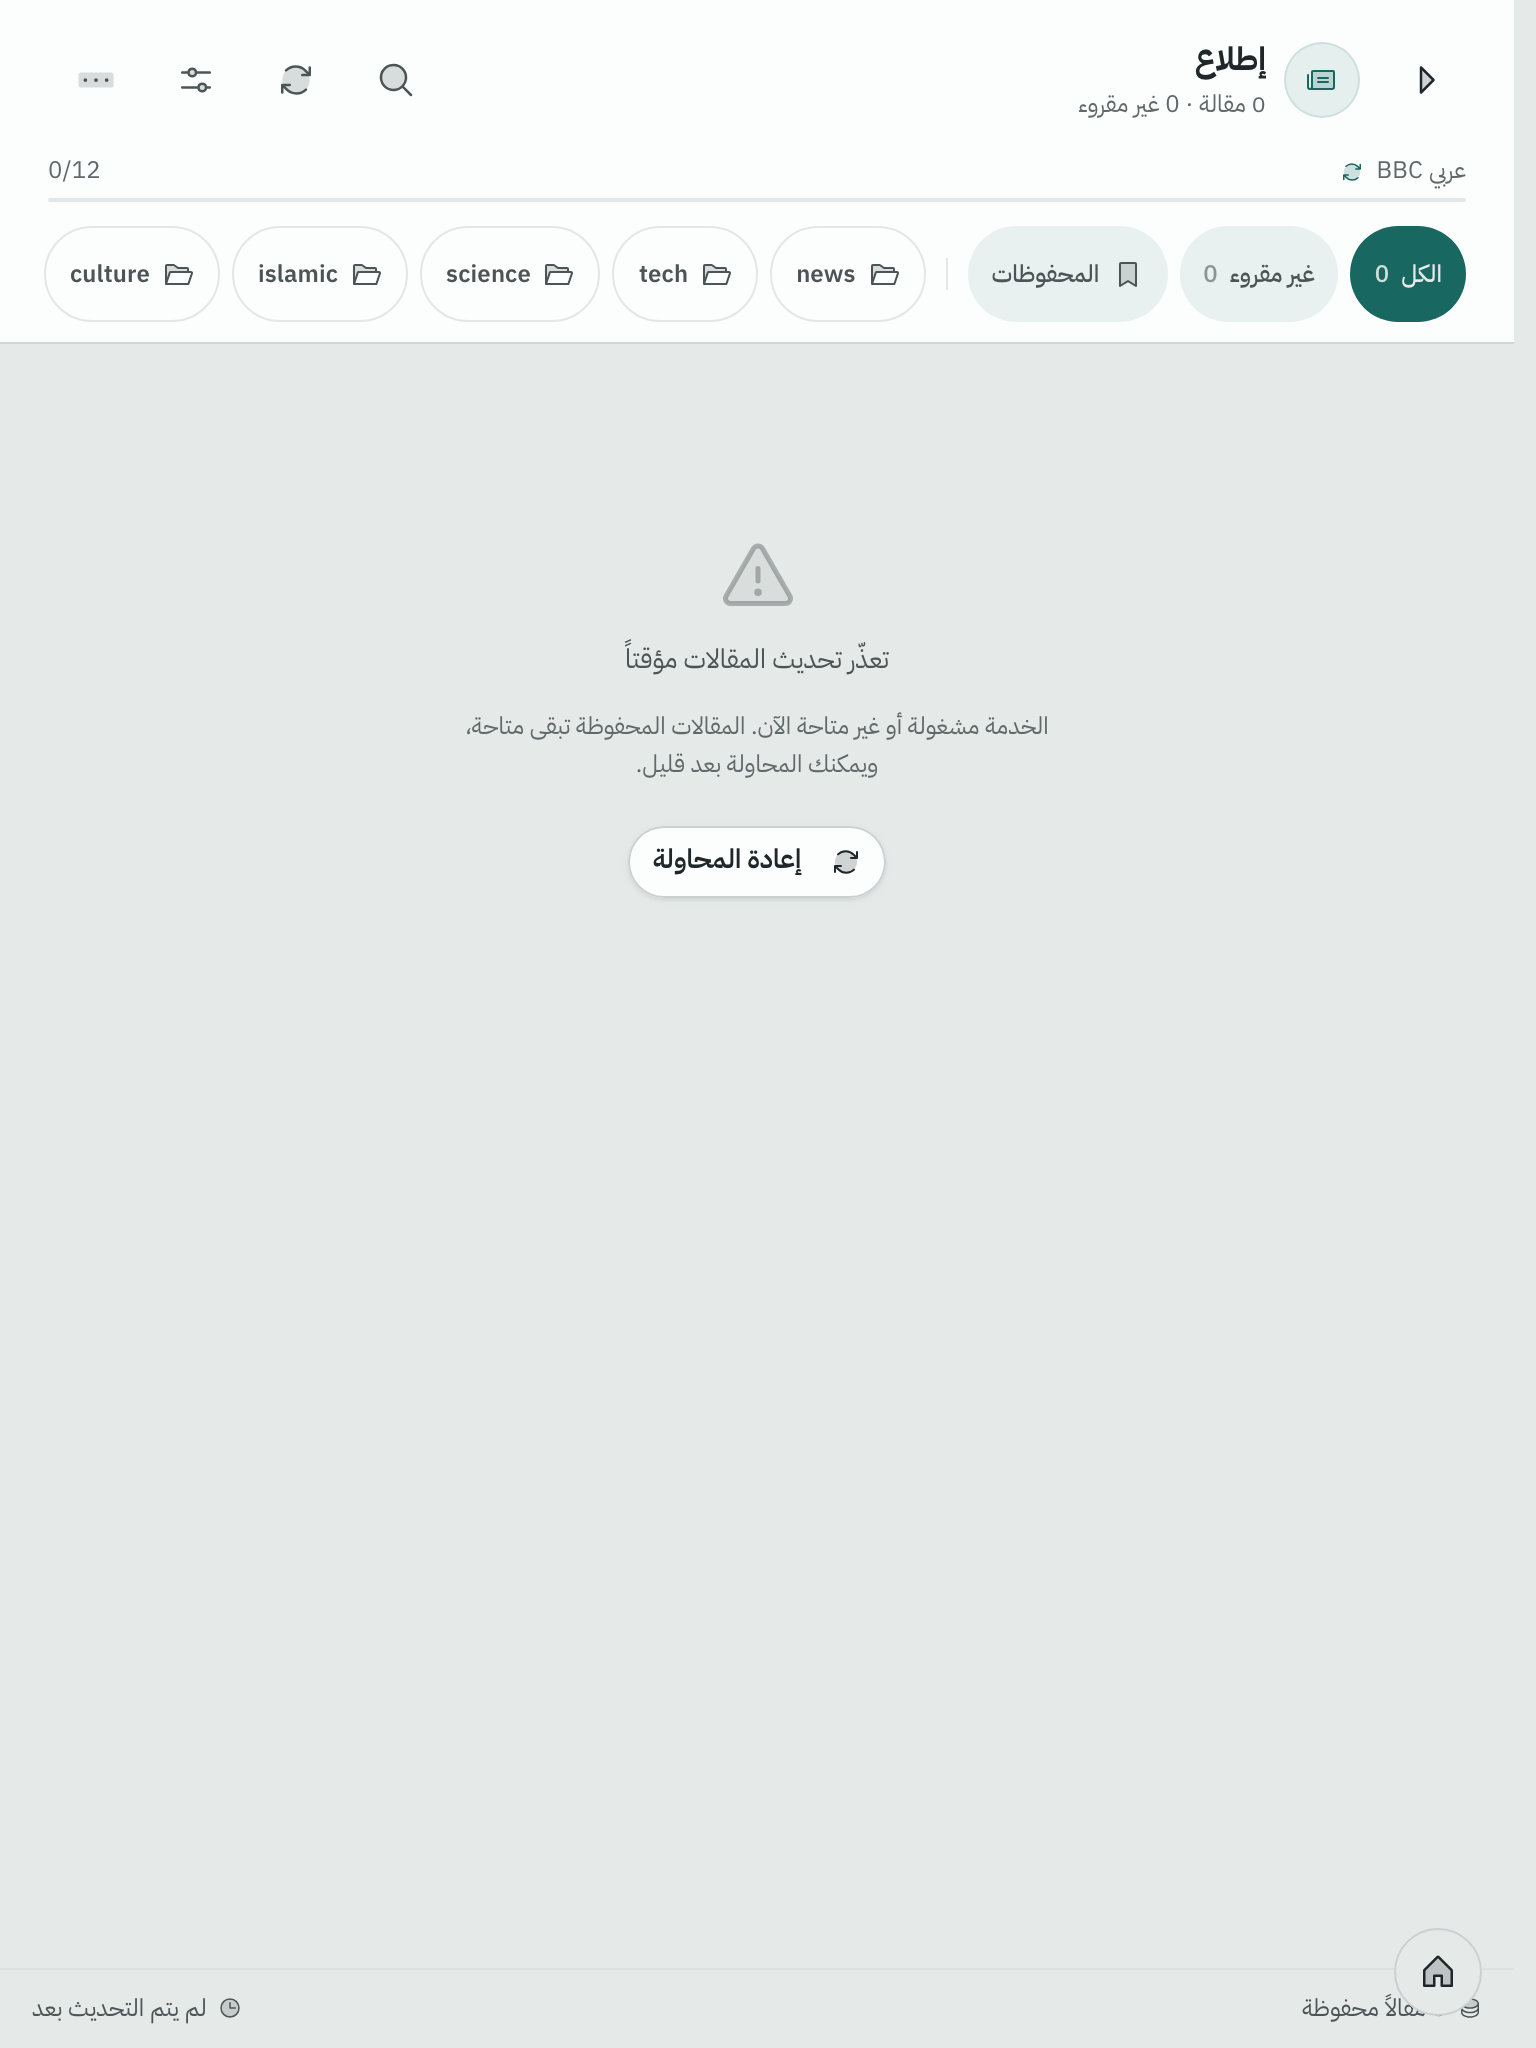 إطلاع
0 مقالة · 0 غير مقروء
BBC عربي
0/12
الكل 0
غير مقروء 0
المحفوظات
news
tech
science
islamic
culture
تعذّر تحديث المقالات مؤقتاً
الخدمة مشغولة أو غير متاحة الآن. المقالات المحفوظة تبقى متاحة،
ويمكنك المحاولة بعد قليل.
إعادة المحاولة
محفوظة
لم يتم التحديث بعد